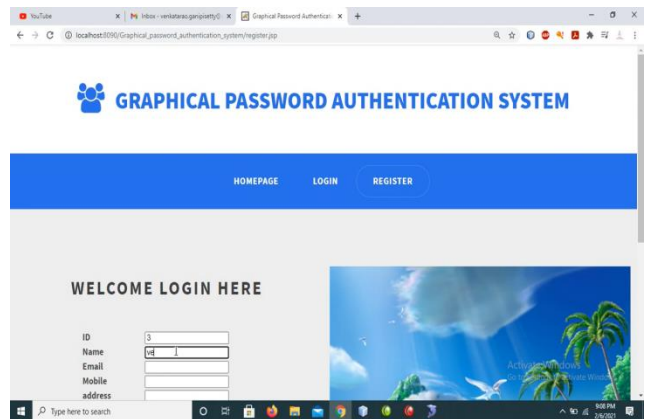 YouTube
Inbox - venkatarao.ganipisetty@
Graphical Password Authenticati
localhost:8090/Graphical_password_authentication_system/register.jsp
GRAPHICAL PASSWORD AUTHENTICATION SYSTEM
HOMEPAGE LOGIN REGISTER
WELCOME LOGIN HERE
ID 3
Name ve
Email
Mobile
address
Activate Windows
Type here to search
9:08 PM
2/6/2021